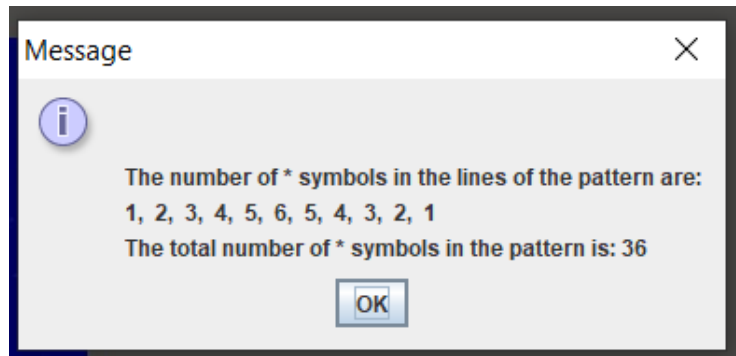 Message
The number of * symbols in the lines of the pattern are:
1, 2, 3, 4, 5, 6, 5, 4, 3, 2, 1
The total number of * symbols in the pattern is: 36
OK